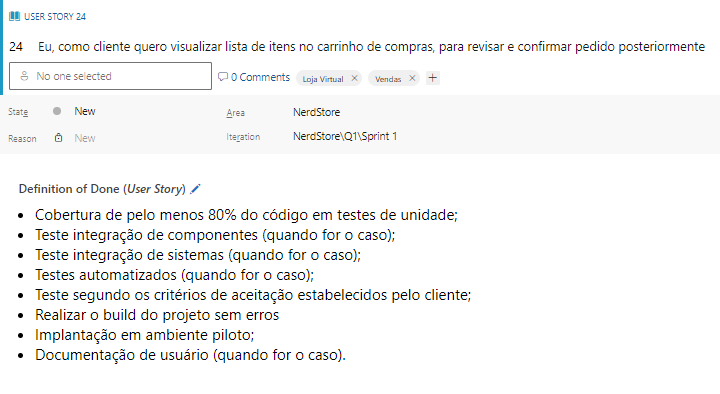 USER STORY 24
24 Eu, como cliente quero visualizar lista de itens no carrinho de compras, para revisar e confirmar pedido posteriormente
No one selected 0 Comments Loja Virtual × Vendas × +
State New Area NerdStore
Reason New Iteration NerdStore\Q1\Sprint 1
Definition of Done (User Story)
• Cobertura de pelo menos 80% do código em testes de unidade;
• Teste integração de componentes (quando for o caso);
• Teste integração de sistemas (quando for o caso);
• Testes automatizados (quando for o caso);
• Teste segundo os critérios de aceitação estabelecidos pelo cliente;
• Realizar o build do projeto sem erros
• Implantação em ambiente piloto;
• Documentação de usuário (quando for o caso).